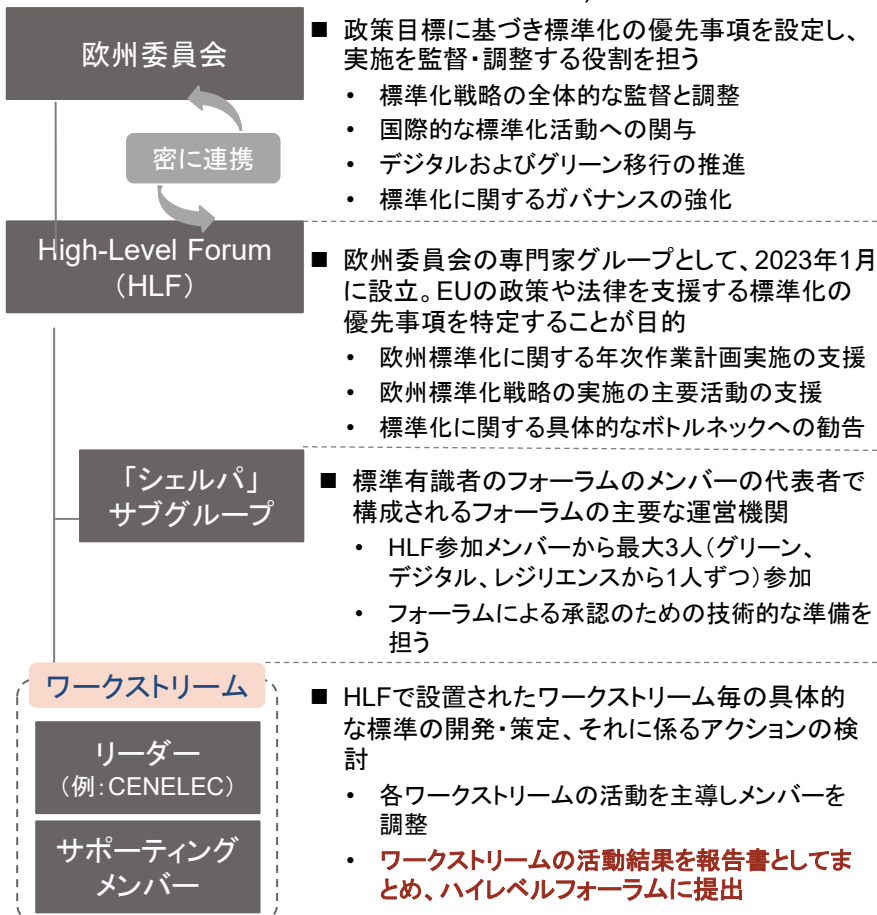 欧州委員会
■ 政策目標に基づき標準化の優先事項を設定し、
実施を監督・調整する役割を担う
• 標準化戦略の全体的な監督と調整
• 国際的な標準化活動への関与
• デジタルおよびグリーン移行の推進
• 標準化に関するガバナンスの強化
密に連携
High-Level Forum
（HLF）
■ 欧州委員会の専門家グループとして、2023年1月
に設立。EUの政策や法律を支援する標準化の
優先事項を特定することが目的
• 欧州標準化に関する年次作業計画実施の支援
• 欧州標準化戦略の実施の主要活動の支援
• 標準化に関する具体的なボトルネックへの勧告
「シェルパ」
サブグループ
■ 標準有識者のフォーラムのメンバーの代表者で
構成されるフォーラムの主要な運営機関
• HLF参加メンバーから最大3人（グリーン、
デジタル、レジリエンスから1人ずつ）参加
• フォーラムによる承認のための技術的な準備を
担う
ワークストリーム
リーダー
（例：CENELEC）
サポーティング
メンバー
■ HLFで設置されたワークストリーム毎の具体的
な標準の開発・策定、それに係るアクションの検
討
• 各ワークストリームの活動を主導しメンバーを
調整
• ワークストリームの活動結果を報告書としてま
とめ、ハイレベルフォーラムに提出